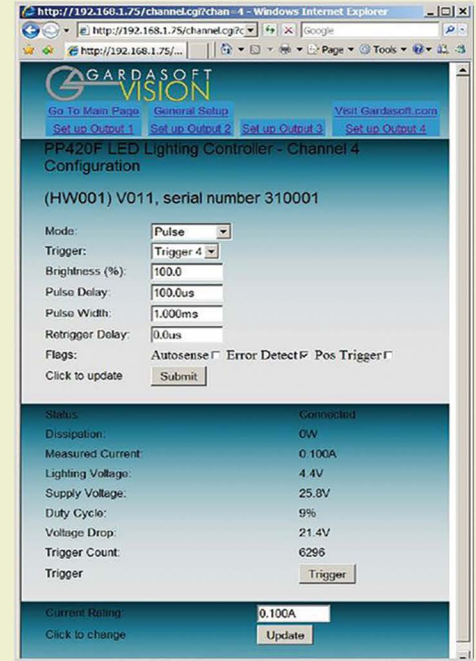 http://192.168.1.75/channel.cgi?chan=4 - Windows Internet Explorer
http://192.168.1.75/channel.cgi?c Google
http://192.168.1.75/... Page Tools
GARDASOFT
VISION
Go To Main Page General Setup Visit Gardasoft.com
Set up Output 1 Set up Output 2 Set up Output 3 Set up Output 4
PP420F LED Lighting Controller - Channel 4
Configuration
(HW001) V011, serial number 310001
Mode: Pulse
Trigger: Trigger 4
Brightness (%): 100.0
Pulse Delay: 100.0us
Pulse Width: 1.000ms
Retrigger Delay: 0.0us
Flags: Autosense Error Detect Pos Trigger
Click to update Submit
Status: Connected
Dissipation: 0W
Measured Current: 0.100A
Lighting Voltage: 4.4V
Supply Voltage: 25.8V
Duty Cycle: 9%
Voltage Drop: 21.4V
Trigger Count: 6296
Trigger Trigger
Current Rating: 0.100A
Click to change Update